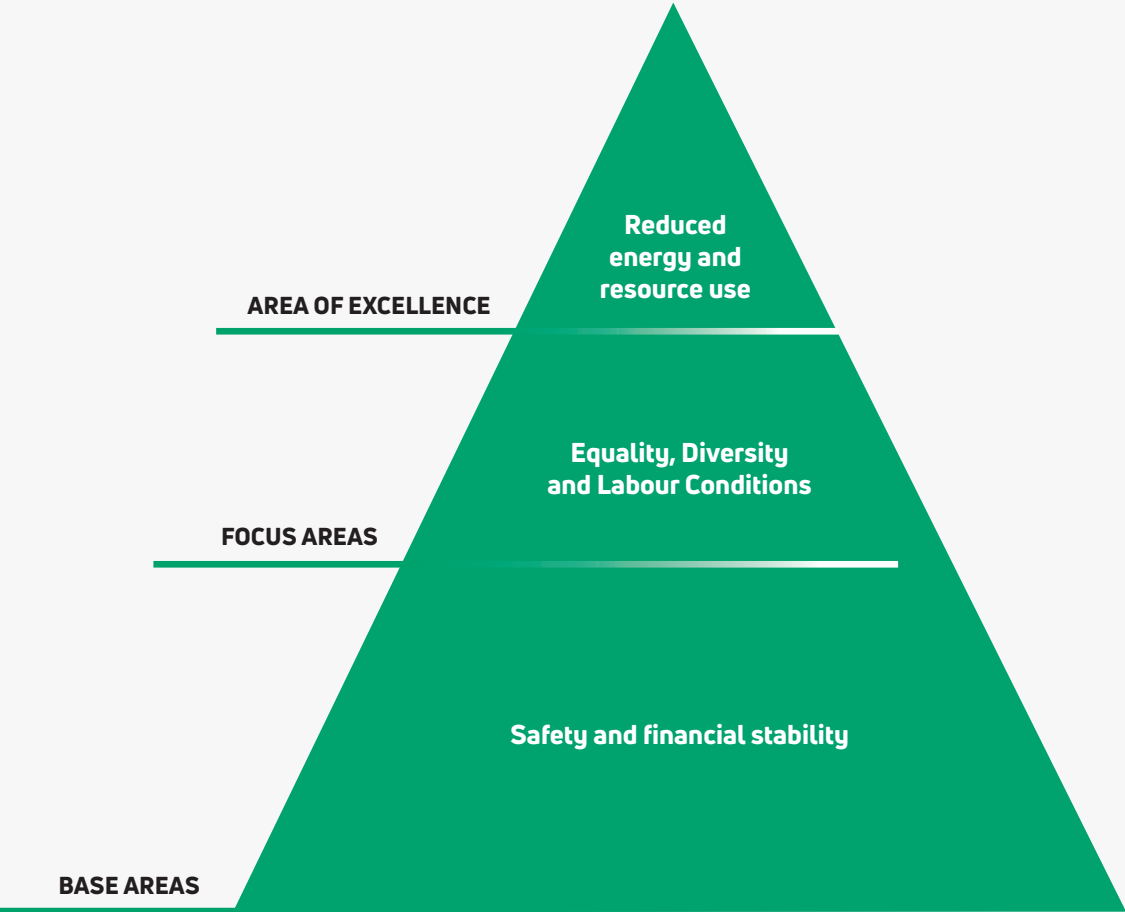 Reduced
energy and
resource use
AREA OF EXCELLENCE
Equality, Diversity
and Labour Conditions
FOCUS AREAS
Safety and financial stability
BASE AREAS